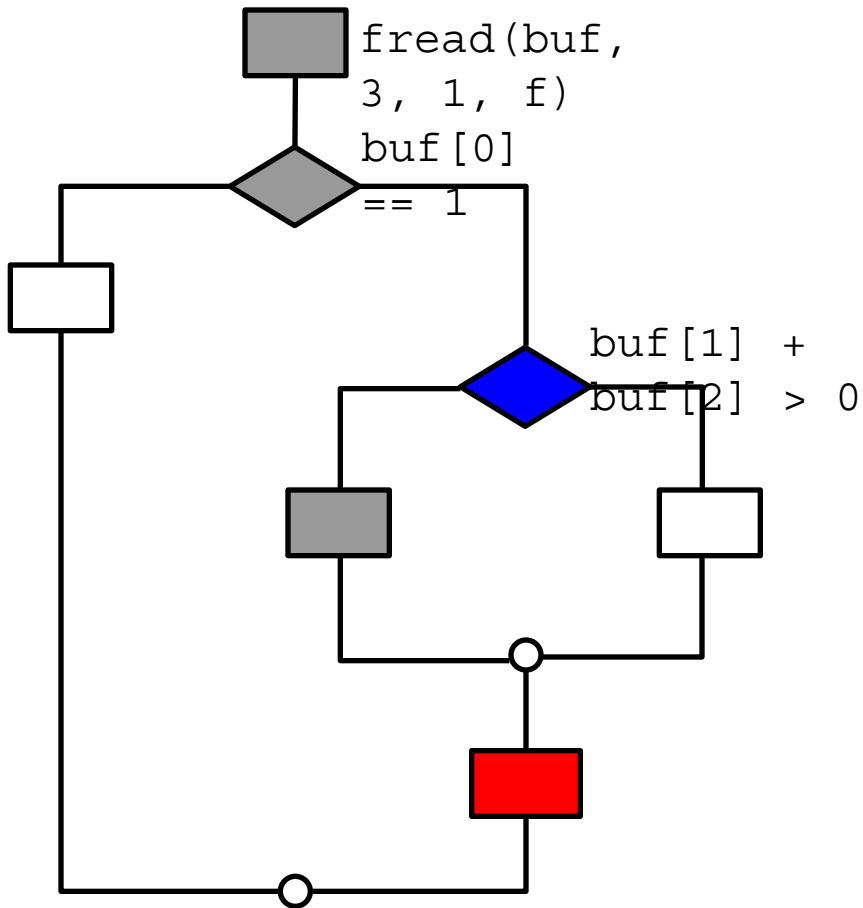 fread(buf,
3, 1, f)
buf[0]
== 1
buf[1] +
buf[2] > 0